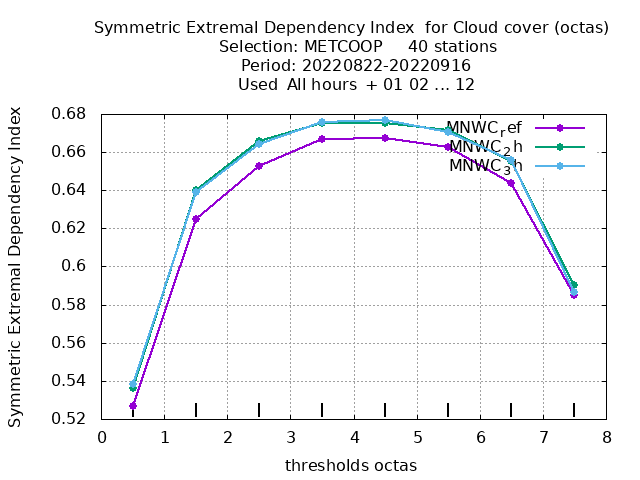 Symmetric Extremal Dependency Index  for Cloud cover (octas)
Selection: METCOOP     40 stations
Period: 20220822-20220916
Used  All hours  + 01 02 ... 12
Symmetric Extremal Dependency Index
0.68
0.66
0.64
0.62
0.6
0.58
0.56
0.54
0.52
MNWCref
MNWC2h
MNWC3h
0 1 2 3 4 5 6 7 8
thresholds octas